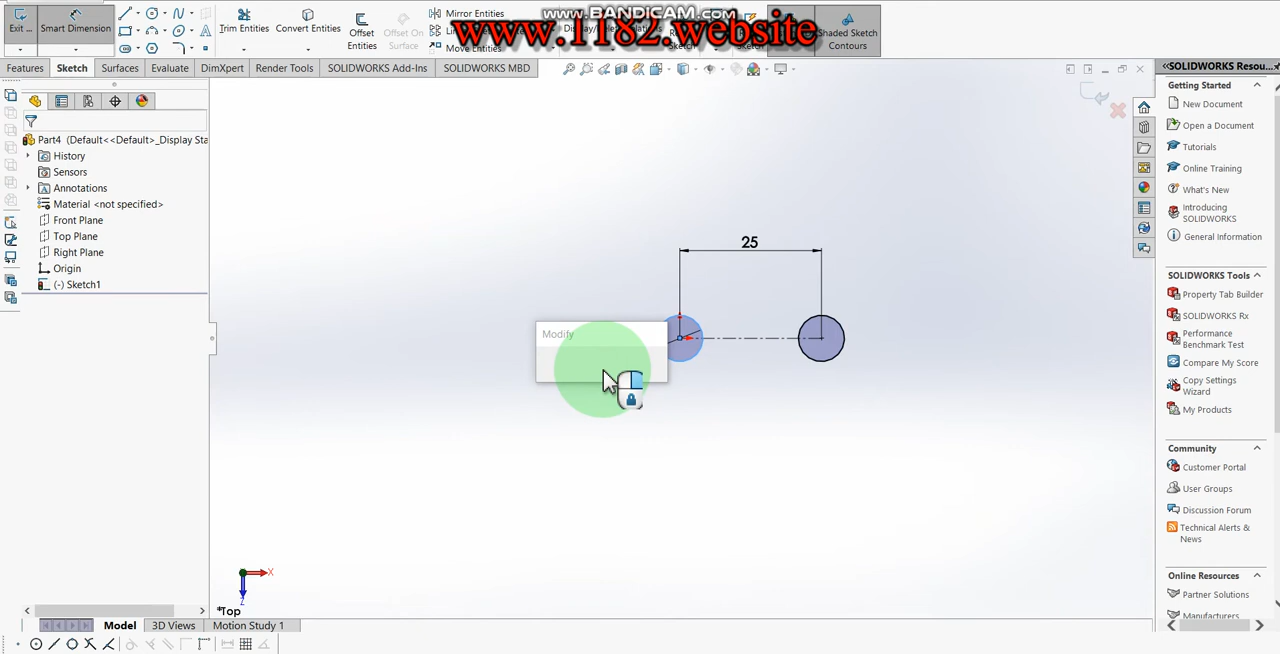 www.BANDICAM.com
www.1182.website
Exit ...
Smart Dimension
Trim Entities
Convert Entities
Offset Entities
Offset On Surface
Mirror Entities
Move Entities
Shaded Sketch Contours
Features
Sketch
Surfaces
Evaluate
DimXpert
Render Tools
SOLIDWORKS Add-Ins
SOLIDWORKS MBD
Part4 (Default<<Default>_Display Sta
History
Sensors
Annotations
Material <not specified>
Front Plane
Top Plane
Right Plane
Origin
(-) Sketch1
25
Modify
X
Z
*Top
Model
3D Views
Motion Study 1
SOLIDWORKS Resou...
Getting Started
New Document
Open a Document
Tutorials
Online Training
What's New
Introducing
SOLIDWORKS
General Information
SOLIDWORKS Tools
Property Tab Builder
SOLIDWORKS Rx
Performance
Benchmark Test
Compare My Score
Copy Settings
Wizard
My Products
Community
Customer Portal
User Groups
Discussion Forum
Technical Alerts &
News
Online Resources
Partner Solutions
Manufacturers